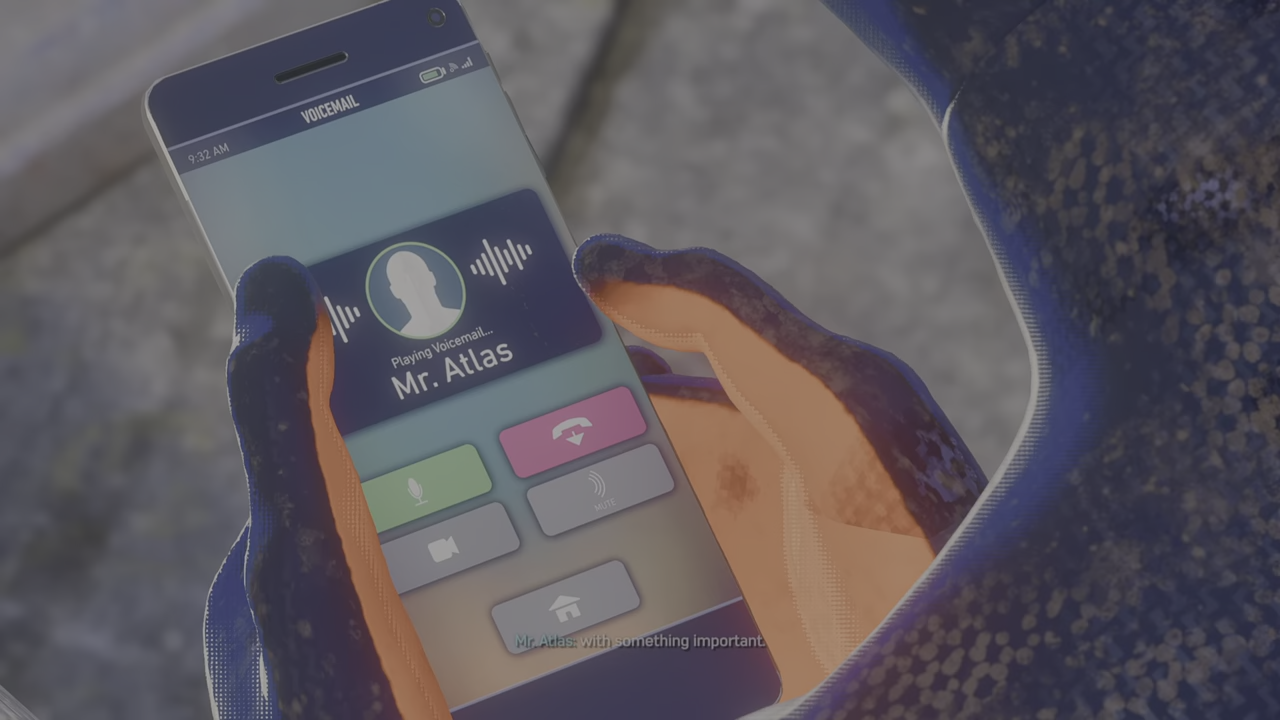 VOICEMAIL
9:32 AM
Playing Voicemail...
Mr. Atlas
MUTE
Mr. Atlas: with something important.